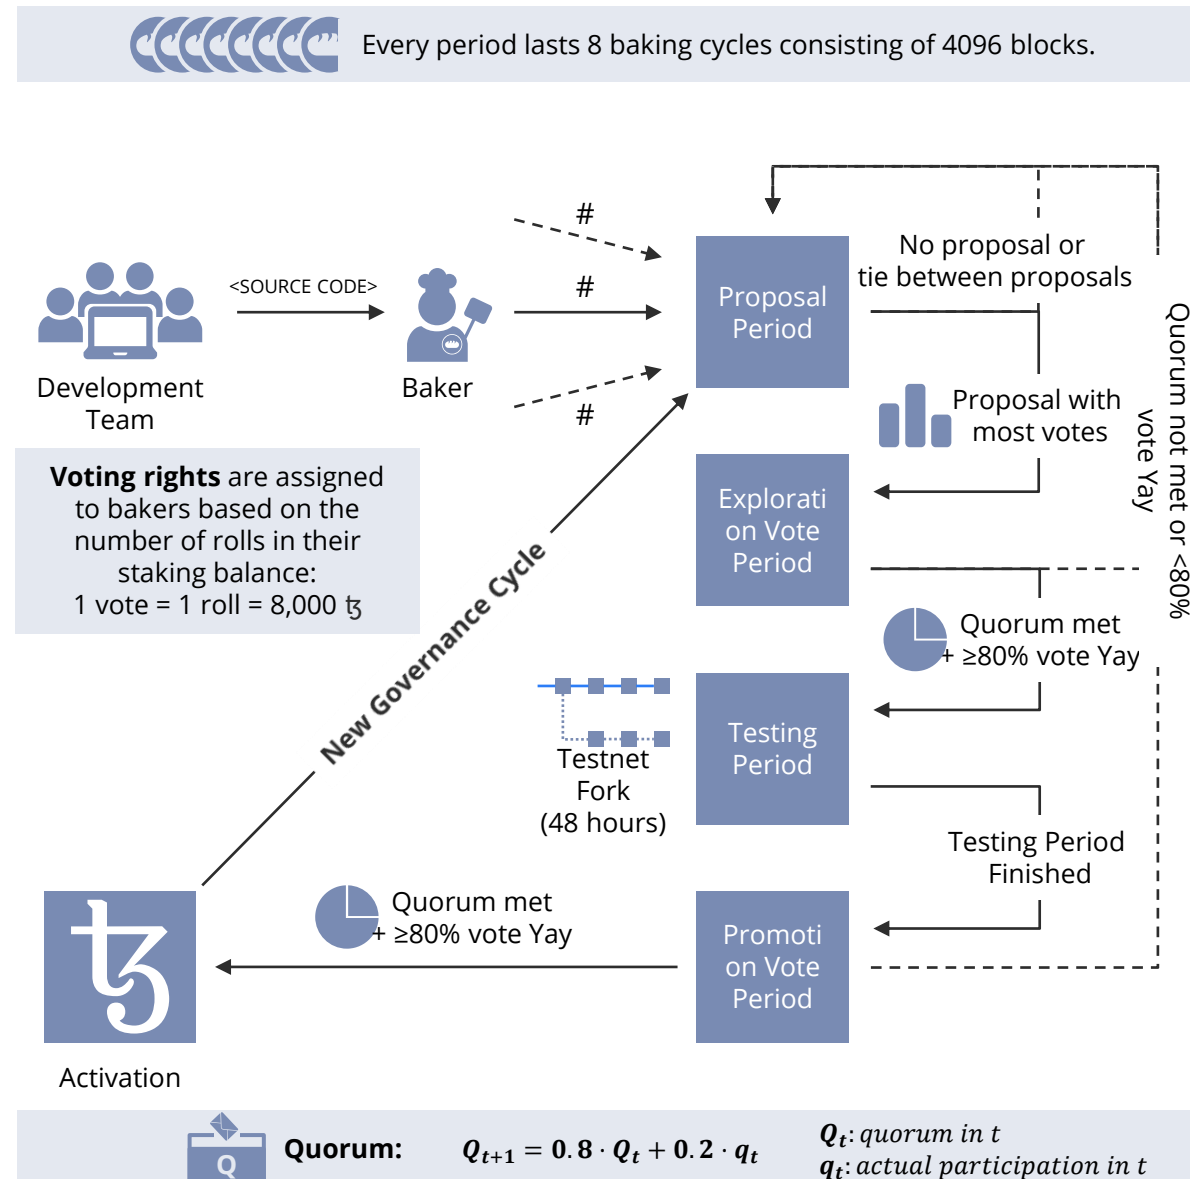 Every period lasts 8 baking cycles consisting of 4096 blocks.
#
<SOURCE CODE>
#
#
Development
Team
Baker
Proposal
Period
No proposal or
tie between proposals
Proposal with
most votes
Quorum not met or <80%
vote Yay
Voting rights are assigned
to bakers based on the
number of rolls in their
staking balance:
1 vote = 1 roll = 8,000 ꜩ
Explorati
on Vote
Period
Quorum met
+ ≥80% vote Yay
New Governance Cycle
Testnet
Fork
(48 hours)
Testing
Period
Testing Period
Finished
Quorum met
+ ≥80% vote Yay
Promoti
on Vote
Period
ꜩ
Activation
Q
Quorum:
Qₜ₊₁ = 0.8 · Qₜ + 0.2 · qₜ
Qₜ: quorum in t
qₜ: actual participation in t